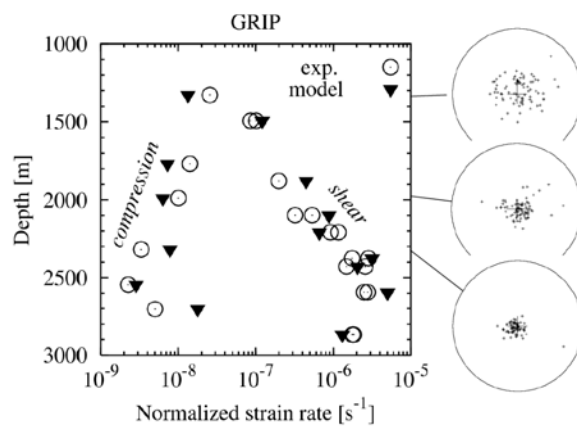 GRIP
1000
1500
2000
2500
3000
Depth [m]
exp.
model
compression
shear
10⁻⁹ 10⁻⁸ 10⁻⁷ 10⁻⁶ 10⁻⁵
Normalized strain rate [s⁻¹]